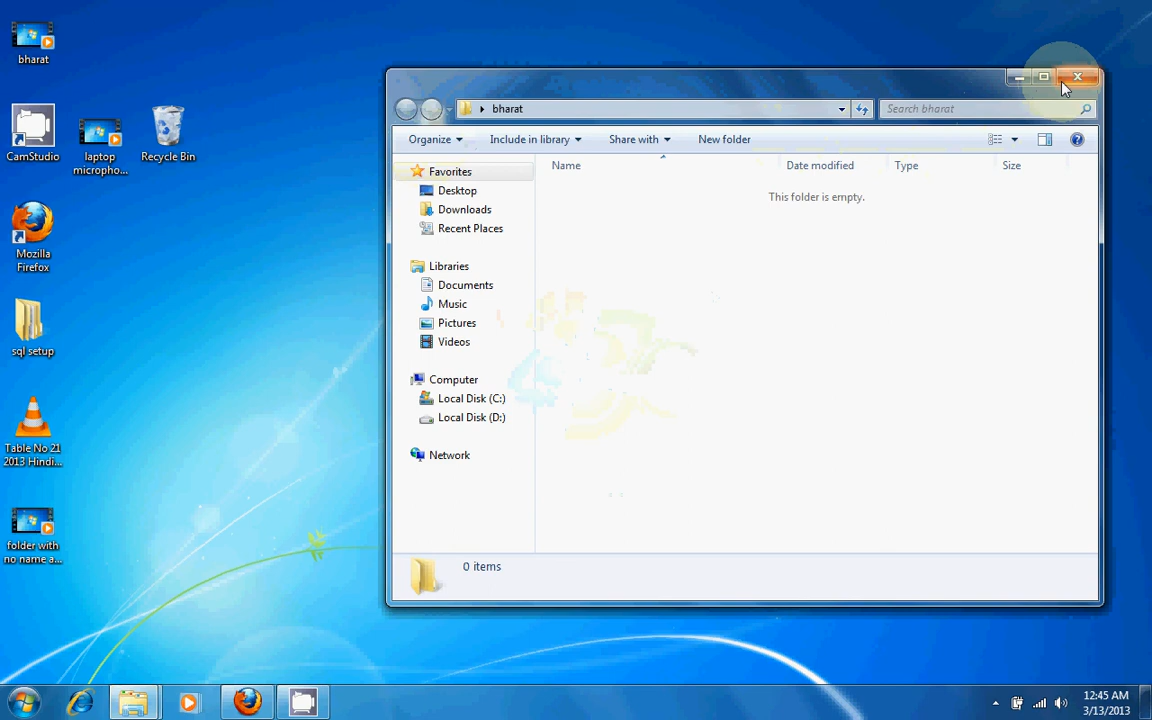 bharat
CamStudio
laptop
micropho...
Recycle Bin
Mozilla
Firefox
sql setup
Table No 21
2013 Hindi...
folder with
no name a...
bharat
Search bharat
Organize
Include in library
Share with
New folder
Name
Date modified
Type
Size
This folder is empty.
Favorites
Desktop
Downloads
Recent Places
Libraries
Documents
Music
Pictures
Videos
Computer
Local Disk (C:)
Local Disk (D:)
Network
0 items
12:45 AM
3/13/2013